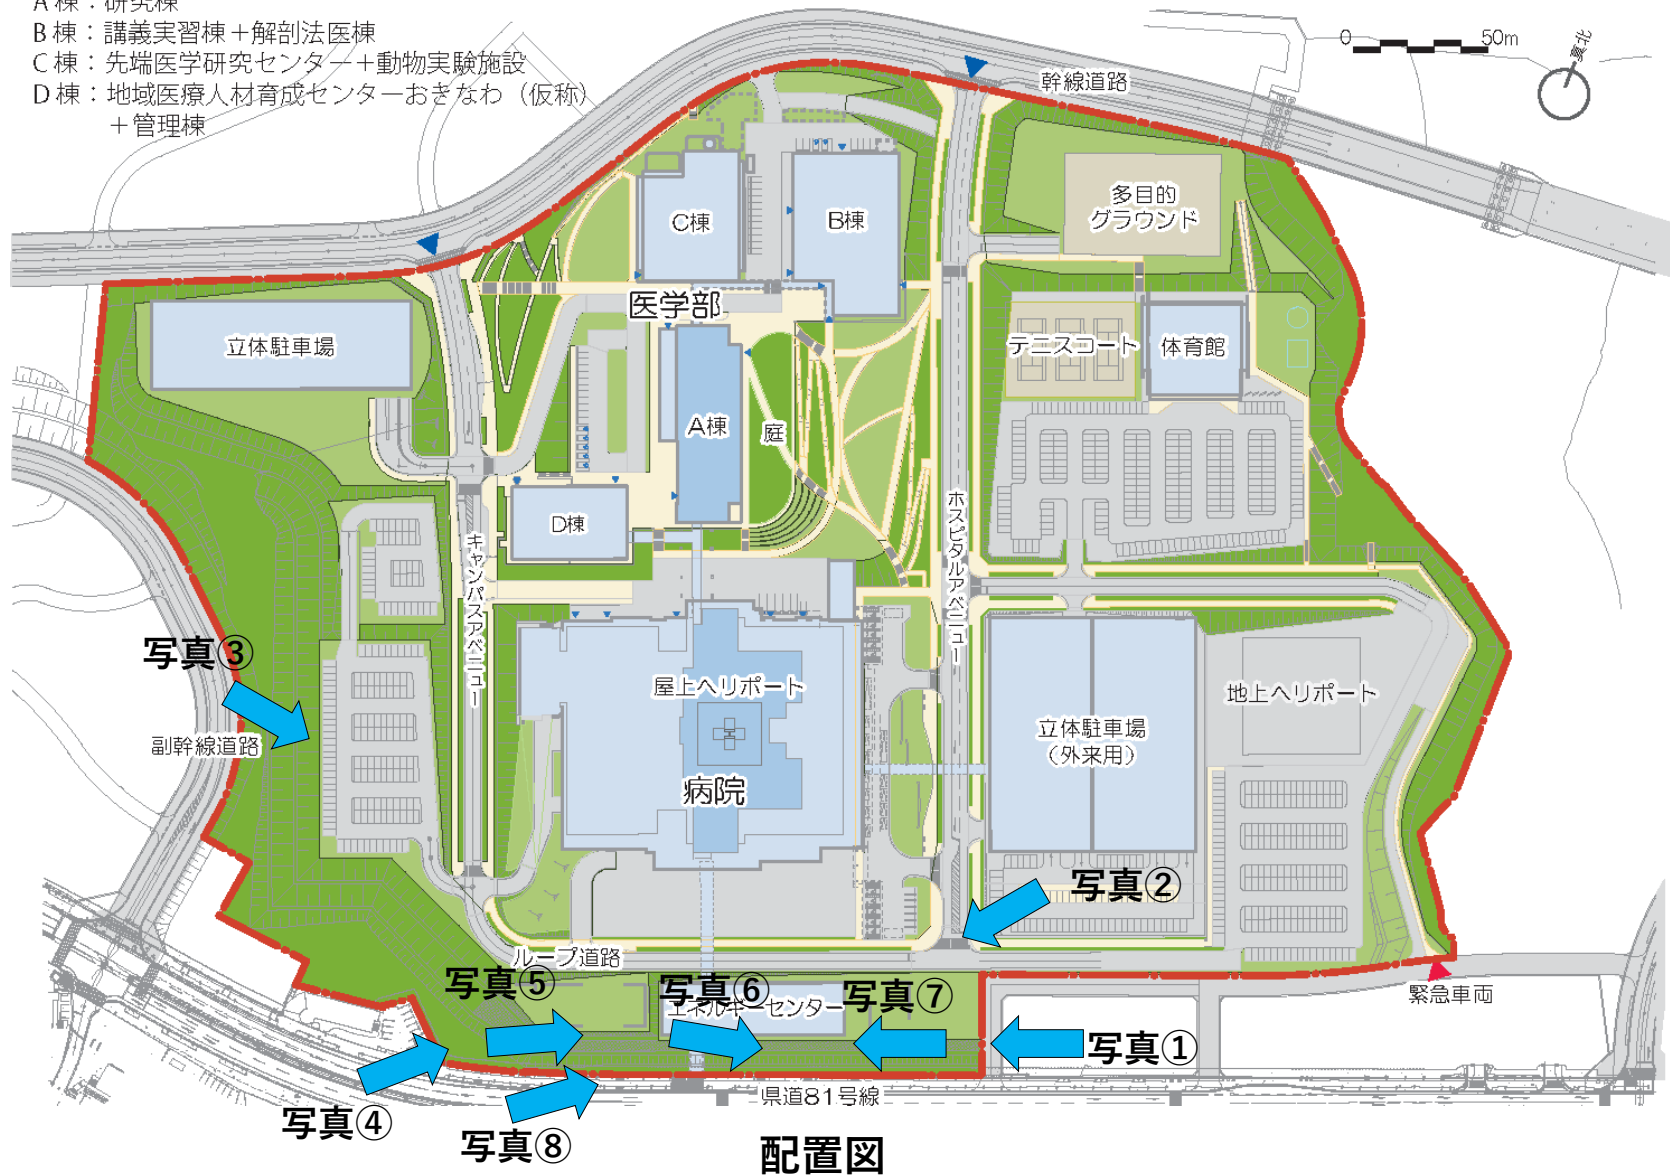 A棟：研究棟
B棟：講義実習棟＋解剖法医棟
C棟：先端医学研究センター＋動物実験施設
D棟：地域医療人材育成センターおきなわ（仮称）
＋管理棟
0 50m
真北
幹線道路
多目的
グラウンド
C棟
B棟
医学部
立体駐車場
テニスコート
体育館
A棟
庭
D棟
キャンパスアベニュー
ホスピタルアベニュー
写真③
副幹線道路
屋上ヘリポート
病院
立体駐車場
（外来用）
地上ヘリポート
写真②
ループ道路
写真⑤
写真⑥
写真⑦
エネルギーセンター
緊急車両
写真①
写真④
写真⑧
県道81号線
配置図